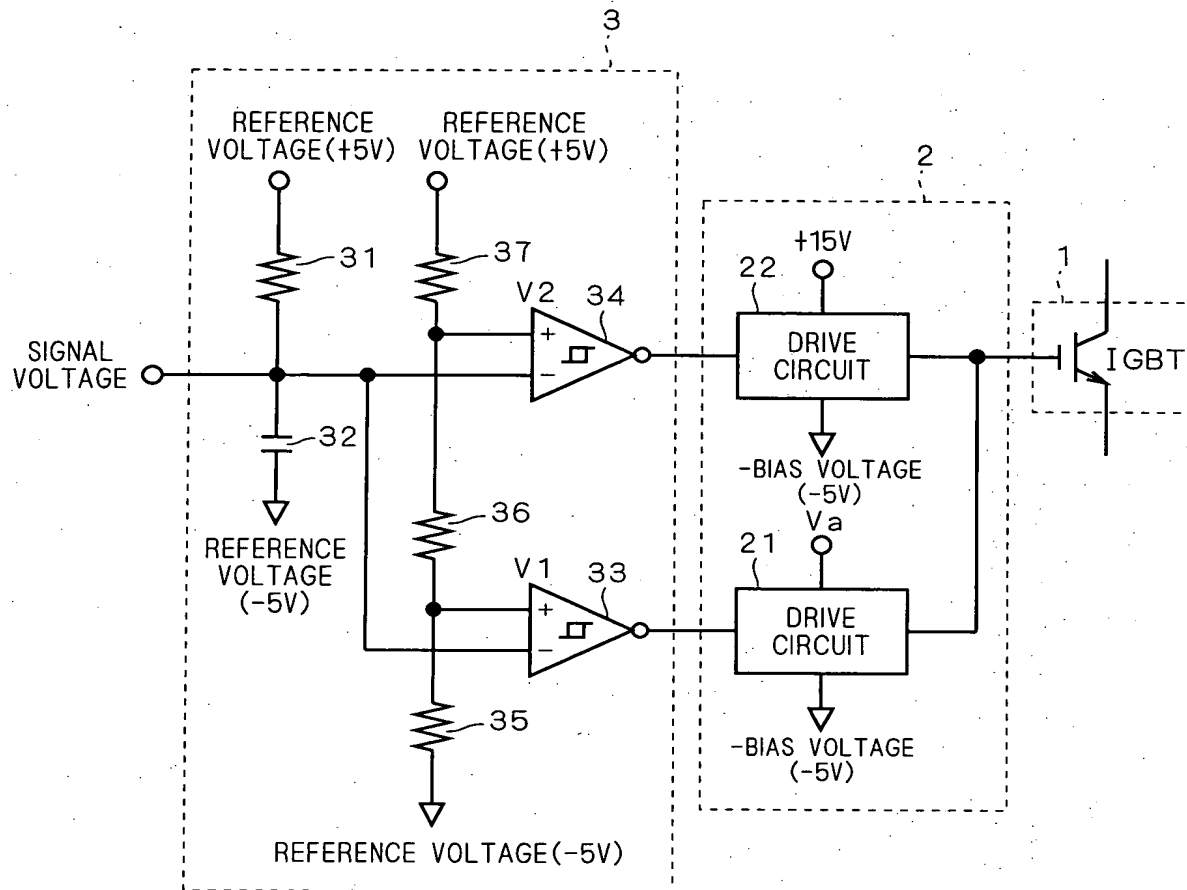 3
REFERENCE
VOLTAGE(+5V)
REFERENCE
VOLTAGE(+5V)
2
31
37
+15V
1
22
V2
34
+
−
DRIVE
CIRCUIT
SIGNAL
VOLTAGE
IGBT
32
-BIAS VOLTAGE
(-5V)
36
Va
REFERENCE
VOLTAGE
(-5V)
21
V1
33
+
−
DRIVE
CIRCUIT
35
-BIAS VOLTAGE
(-5V)
REFERENCE VOLTAGE(-5V)